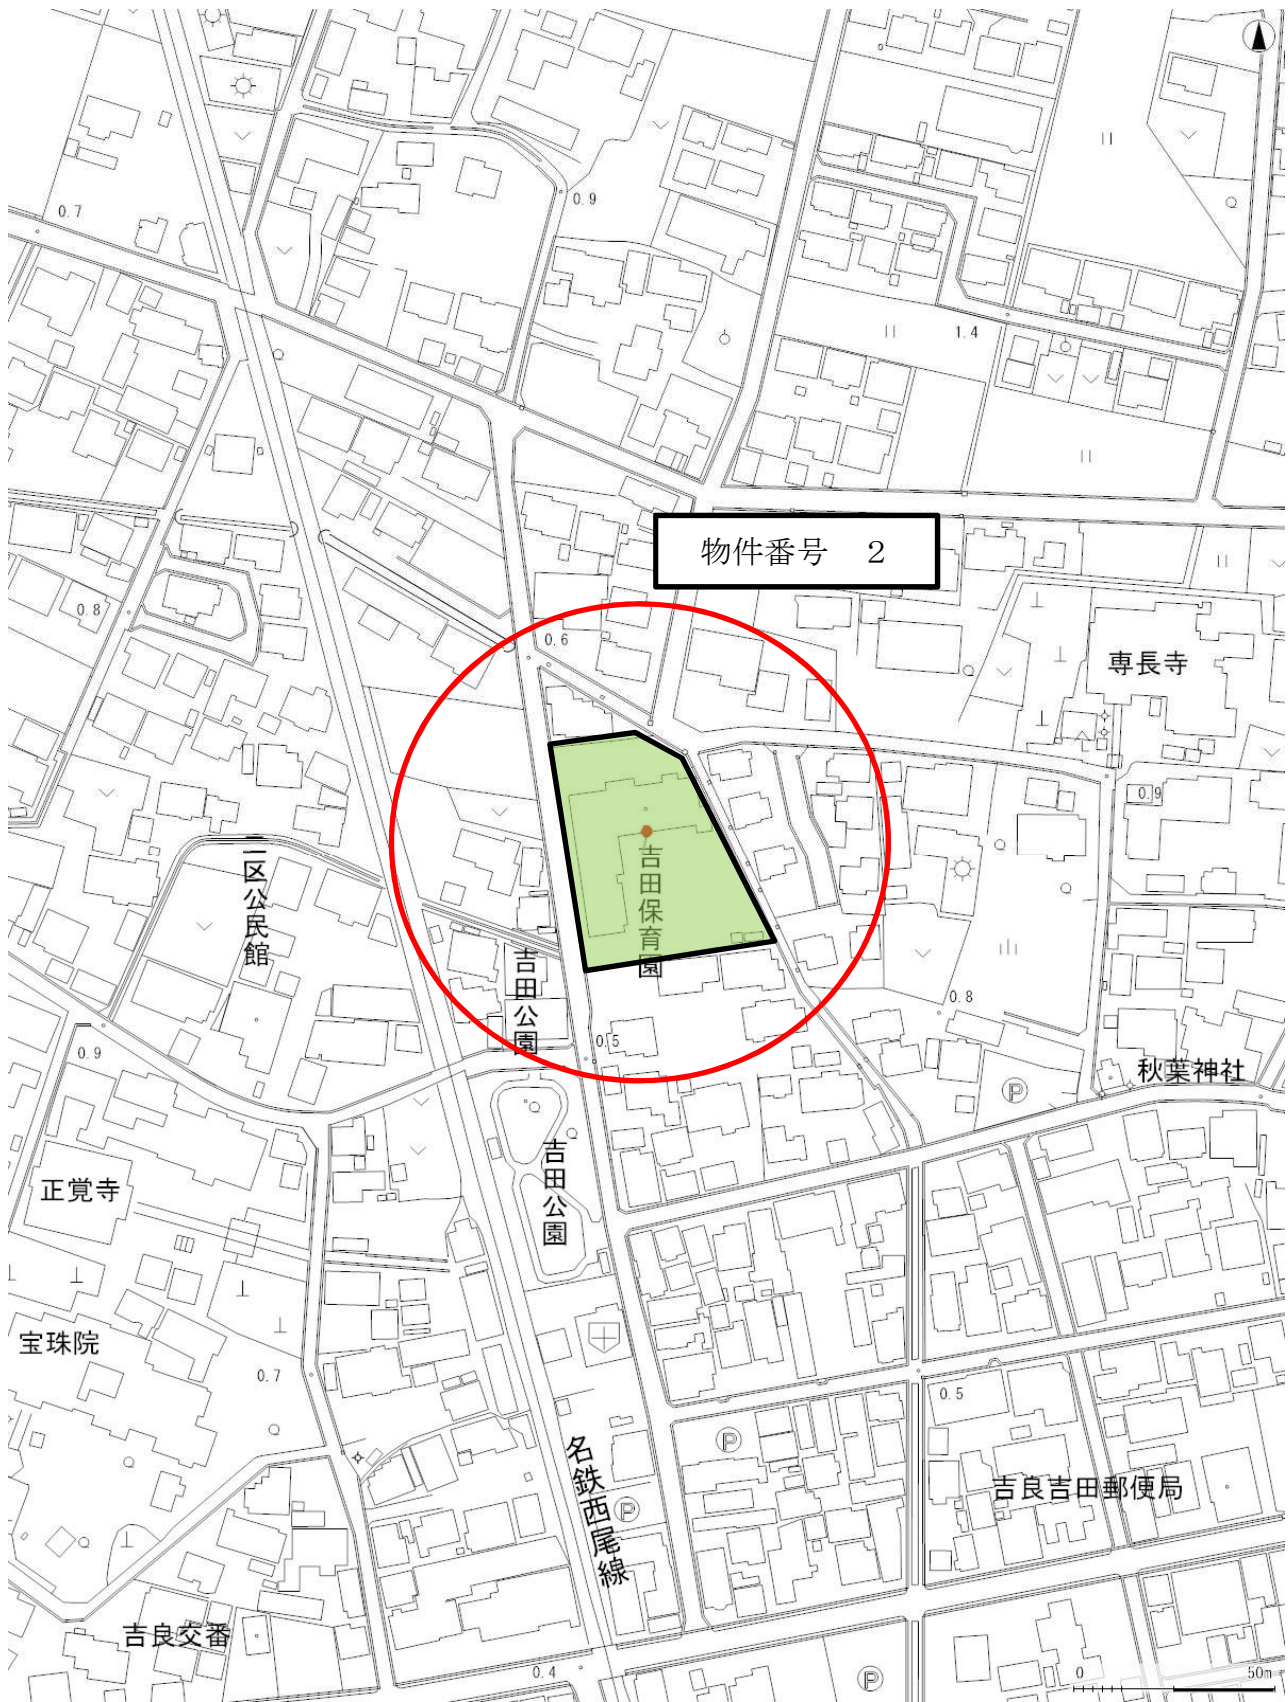 0.7
0.9
1.4
物件番号　２
0.8
0.6
専長寺
0.9
二区公民館
吉田保育園
吉田公園
0.8
0.5
0.9
秋葉神社
P
吉田公園
正覚寺
宝珠院
0.7
0.5
P
名鉄西尾線
吉良吉田郵便局
P
吉良交番
0.4
P
0 50m